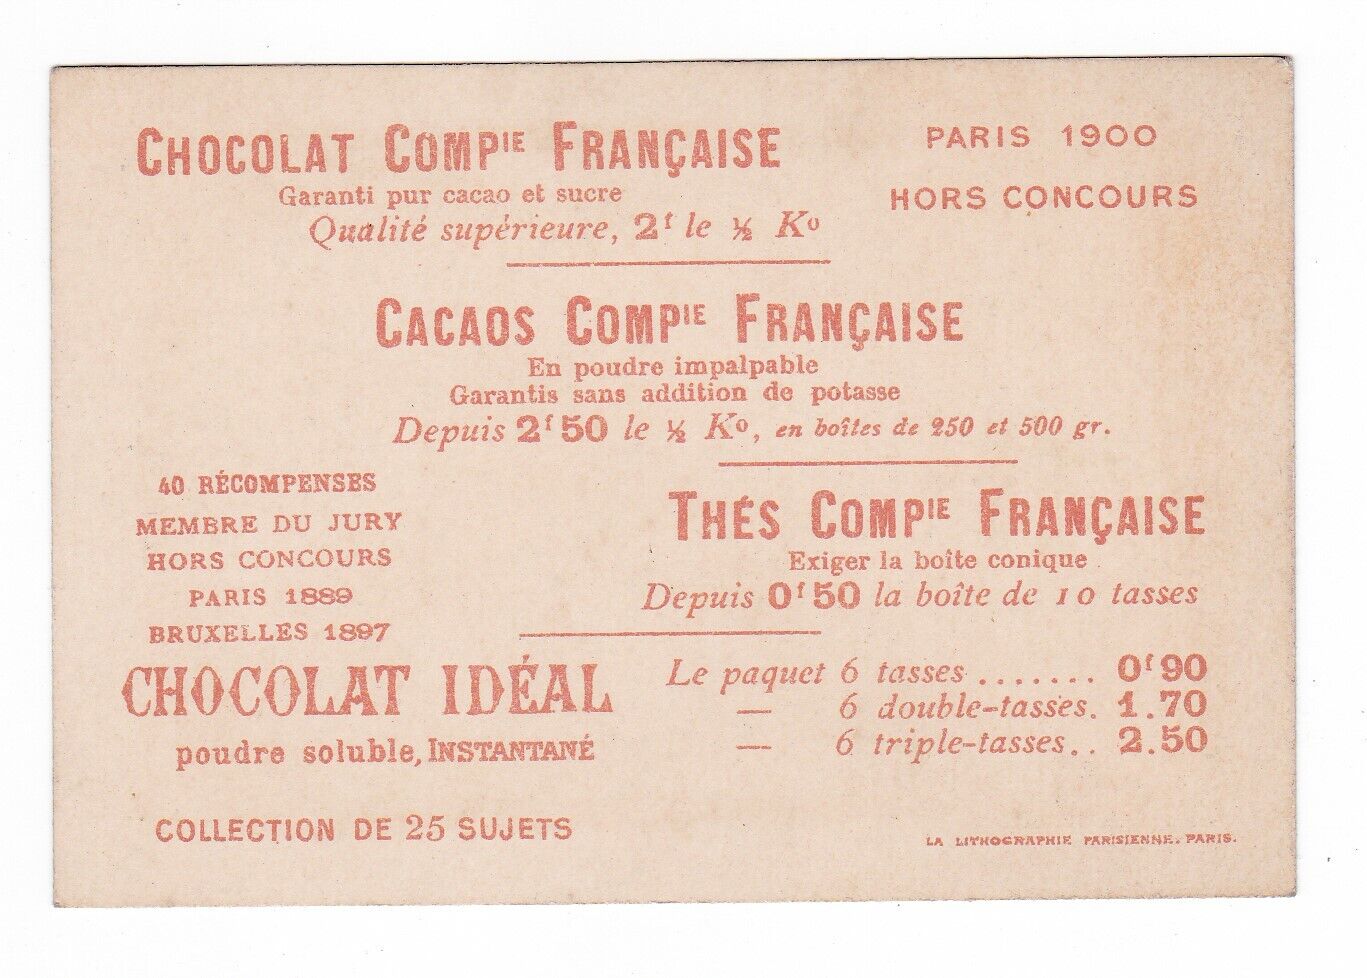 CHOCOLAT COMPIE FRANÇAISE
Garanti pur cacao et sucre
Qualité supérieure, 2f le ½ Ko
PARIS 1900
HORS CONCOURS
CACAOS COMPIE FRANÇAISE
En poudre impalpable
Garantis sans addition de potasse
Depuis 2f50 le ½ Ko, en boîtes de 250 et 500 gr.
40 RÉCOMPENSES
MEMBRE DU JURY
HORS CONCOURS
PARIS 1889
BRUXELLES 1897
THÉS COMPIE FRANÇAISE
Exiger la boîte conique
Depuis 0f50 la boîte de 10 tasses
CHOCOLAT IDÉAL
poudre soluble, INSTANTANÉ
Le paquet 6 tasses ....... 0f90
— 6 double-tasses. 1.70
— 6 triple-tasses.. 2.50
COLLECTION DE 25 SUJETS
LA LITHOGRAPHIE PARISIENNE. PARIS.